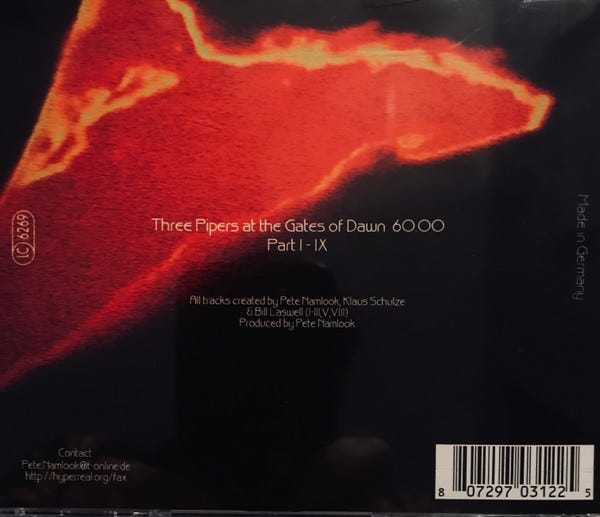 Three Pipers at the Gates of Dawn 60.00
Part I - IX
Made in Germany
LC 6269
All tracks created by Pete Namlook, Klaus Schulze
& Bill Laswell (I-III,V,VIII)
Produced by Pete Namlook
Contact
Pete.Namlook@t-online.de
http://hyperreal.org/fax
8 07297 03122 5